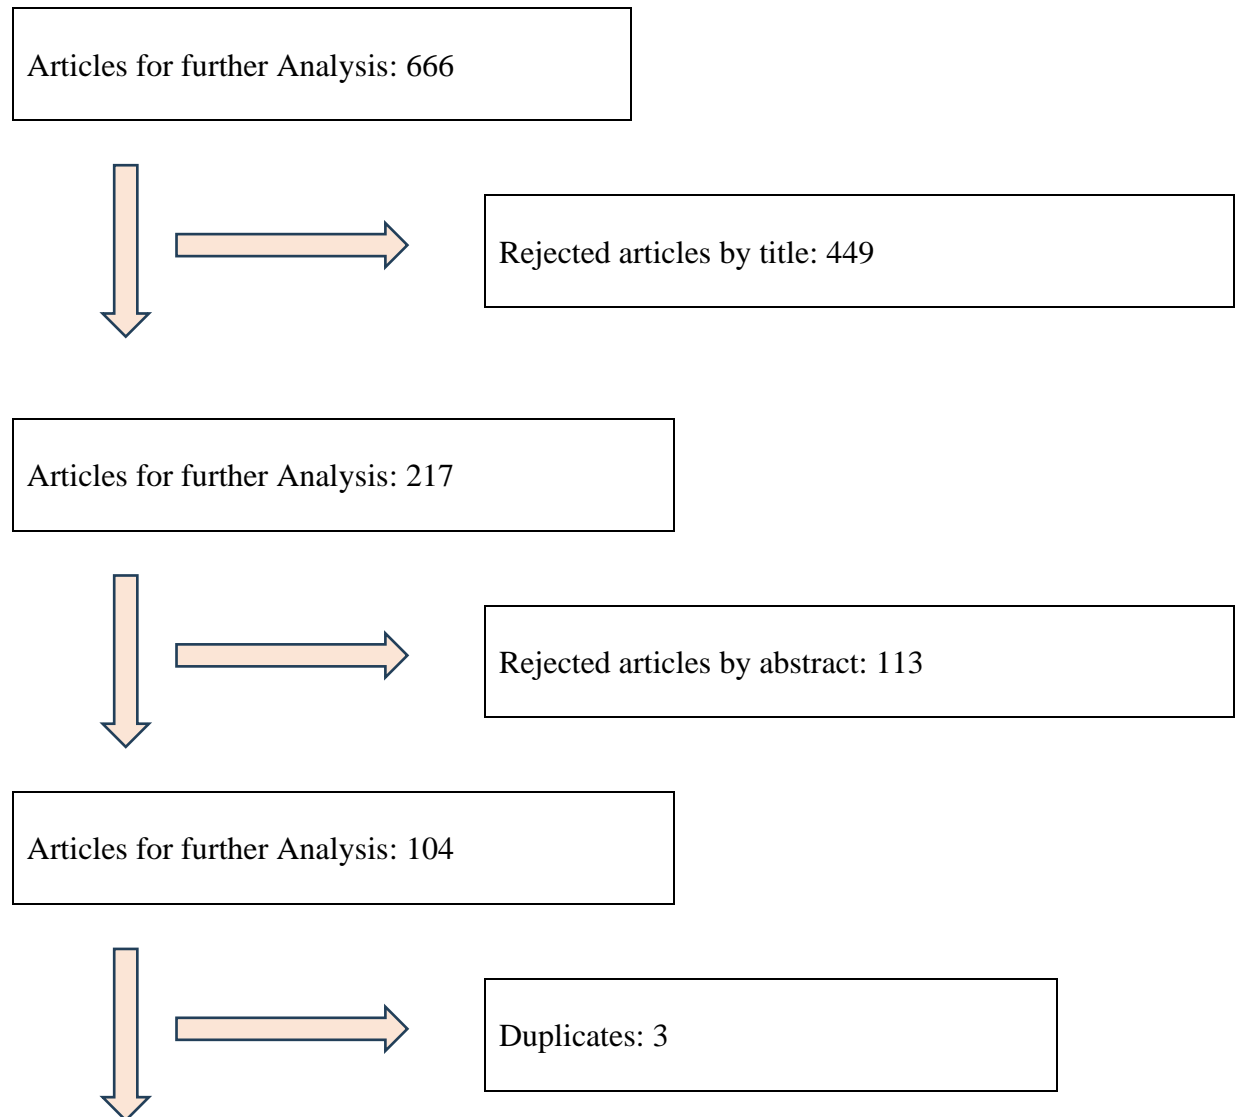 Articles for further Analysis: 666
Rejected articles by title: 449
Articles for further Analysis: 217
Rejected articles by abstract: 113
Articles for further Analysis: 104
Duplicates: 3